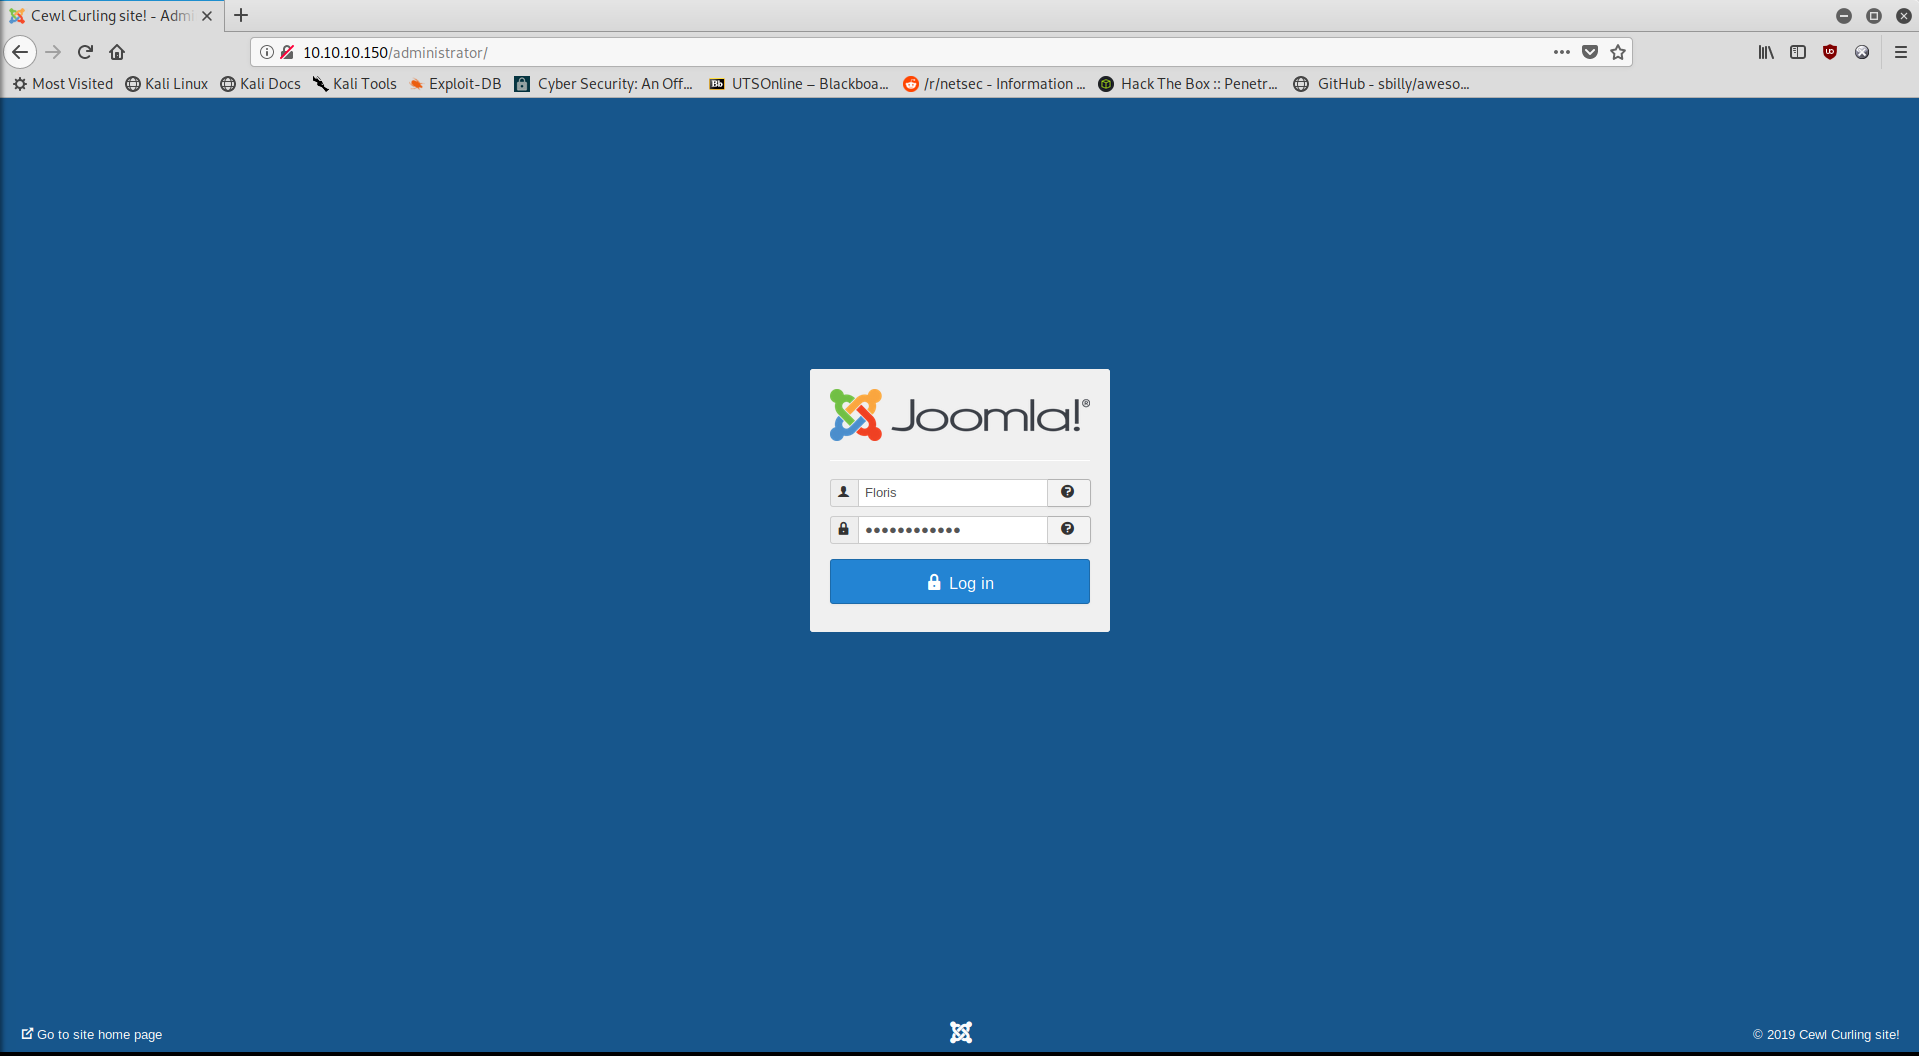 Cewl Curling site! - Admi
10.10.10.150/administrator/
Most Visited Kali Linux Kali Docs Kali Tools Exploit-DB Cyber Security: An Off... Bb UTSOnline – Blackboa... /r/netsec - Information ... Hack The Box :: Penetr... GitHub - sbilly/aweso...
Joomla!®
Floris
Log in
Go to site home page
© 2019 Cewl Curling site!